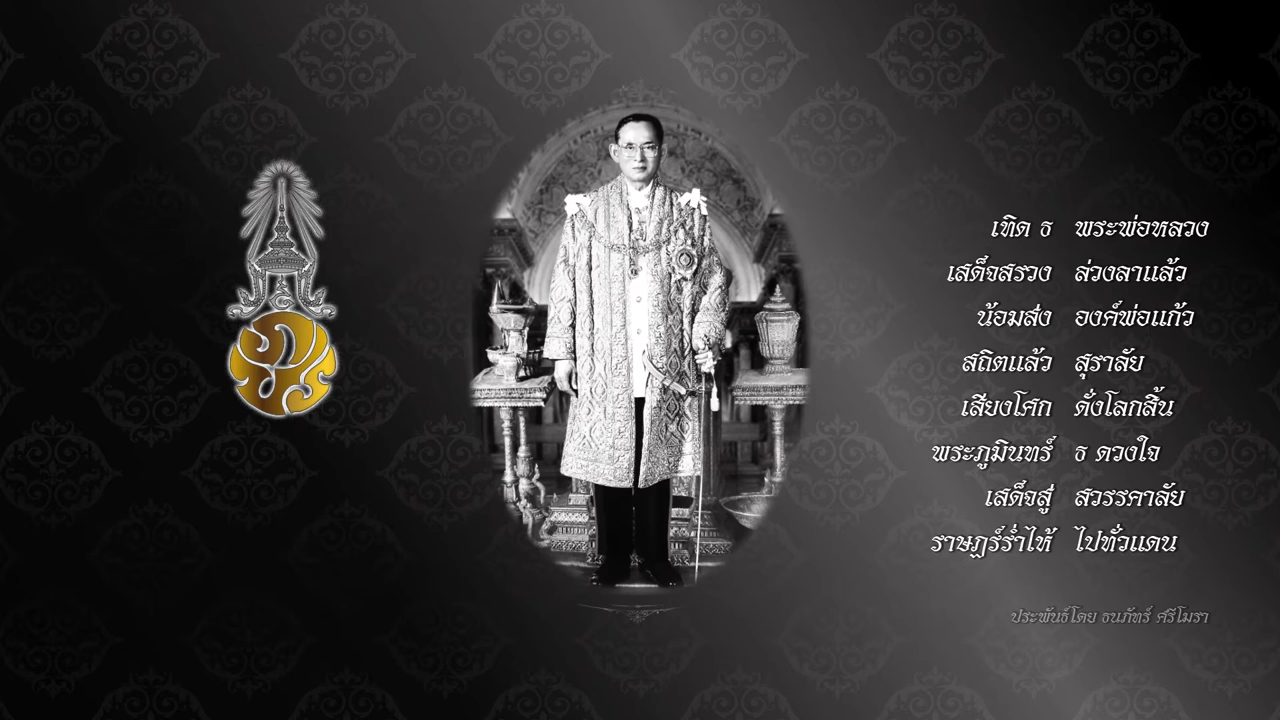 เทิด ธ พระพ่อหลวง
เสด็จสรวง ล่วงลาแล้ว
น้อมส่ง องค์พ่อแก้ว
สถิตแล้ว สุราลัย
เสียงโศก ดั่งโลกสิ้น
พระภูมินทร์ ธ ดวงใจ
เสด็จสู่ สวรรคาลัย
ราษฏร์ร่ำไห้ ไปทั่วแดน
ประพันธ์โดย ธนภัทร์ ศรีโมรา